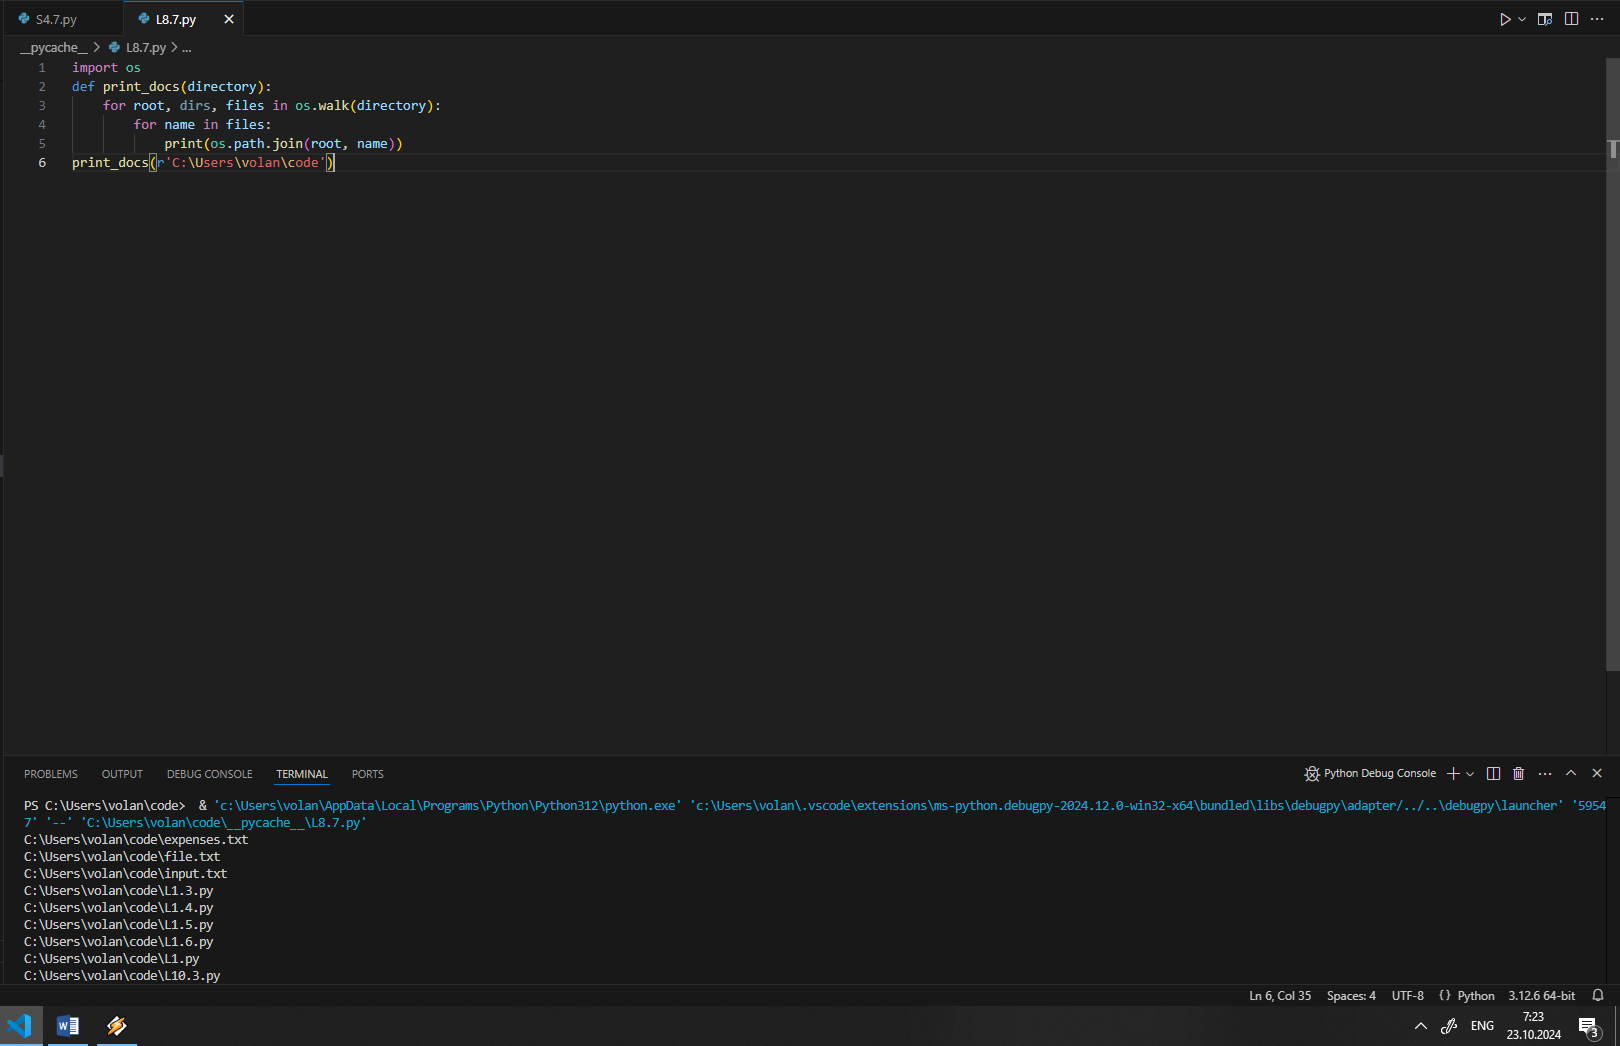 S4.7.py
L8.7.py
__pycache__ > L8.7.py > ...
1 import os
2 def print_docs(directory):
3     for root, dirs, files in os.walk(directory):
4         for name in files:
5             print(os.path.join(root, name))
6 print_docs(r'C:\Users\volan\code')
PROBLEMS OUTPUT DEBUG CONSOLE TERMINAL PORTS
Python Debug Console
PS C:\Users\volan\code>  & 'c:\Users\volan\AppData\Local\Programs\Python\Python312\python.exe' 'c:\Users\volan\.vscode\extensions\ms-python.debugpy-2024.12.0-win32-x64\bundled\libs\debugpy\adapter/../..\debugpy\launcher' '5954
7' '--' 'C:\Users\volan\code\__pycache__\L8.7.py'
C:\Users\volan\code\expenses.txt
C:\Users\volan\code\file.txt
C:\Users\volan\code\input.txt
C:\Users\volan\code\L1.3.py
C:\Users\volan\code\L1.4.py
C:\Users\volan\code\L1.5.py
C:\Users\volan\code\L1.6.py
C:\Users\volan\code\L1.py
C:\Users\volan\code\L10.3.py
Ln 6, Col 35 Spaces: 4 UTF-8 {} Python 3.12.6 64-bit
ENG
7:23
23.10.2024
3